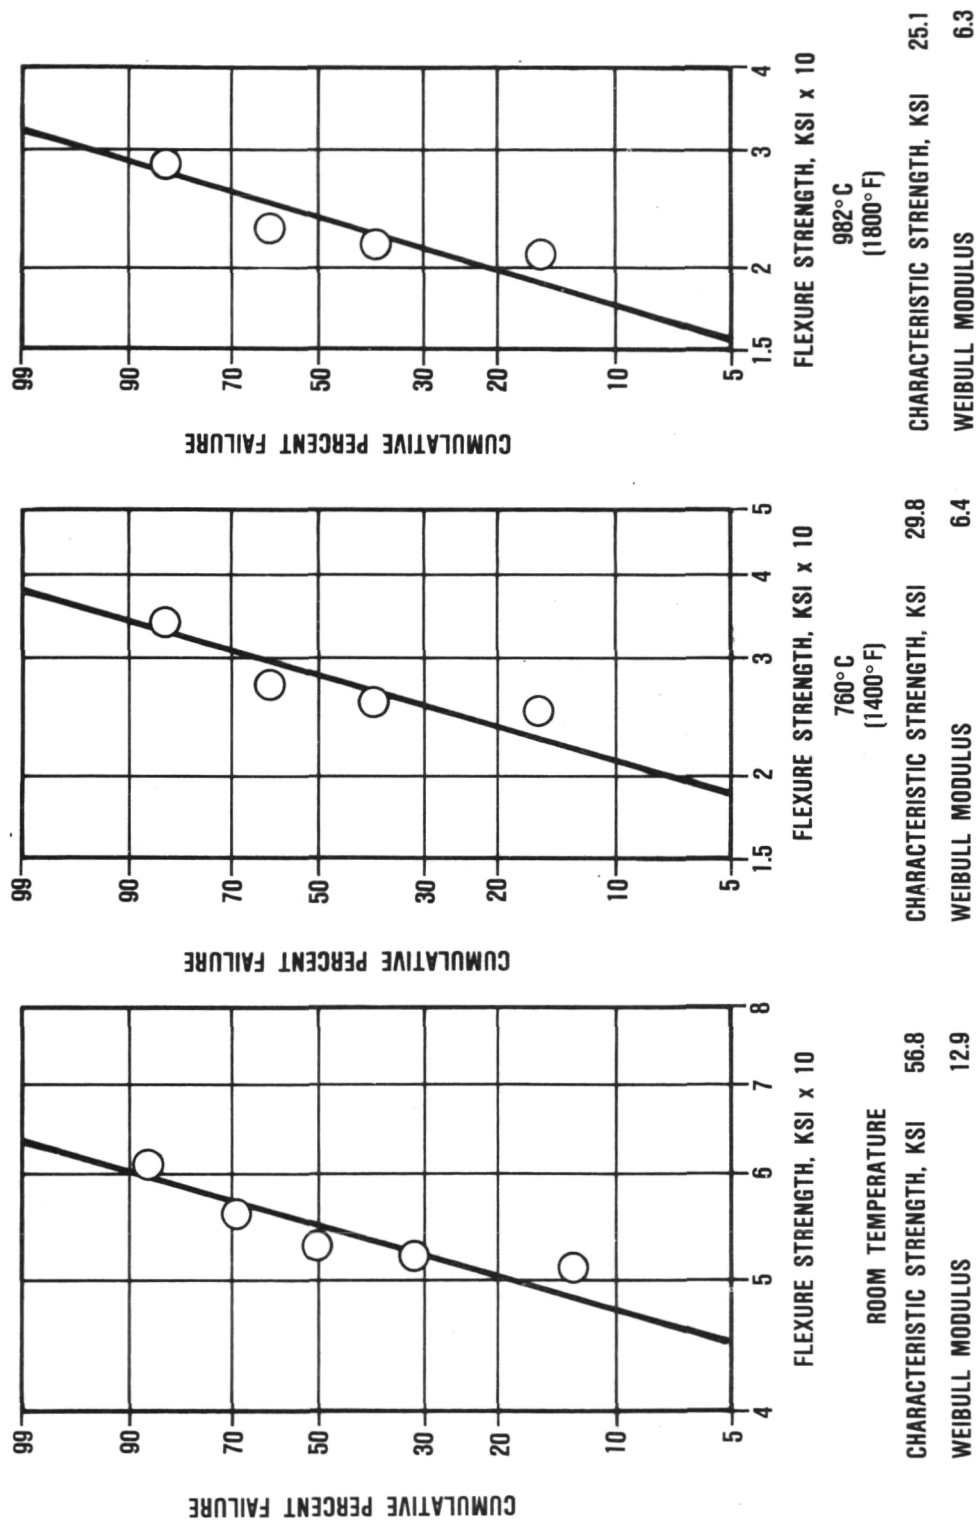 CUMULATIVE PERCENT FAILURE
99
90
70
50
30
20
10
5
4
5
6
7
8
FLEXURE STRENGTH, KSI x 10
ROOM TEMPERATURE
CHARACTERISTIC STRENGTH, KSI 56.8
WEIBULL MODULUS 12.9
CUMULATIVE PERCENT FAILURE
99
90
70
50
30
20
10
5
1.5
2
3
4
5
FLEXURE STRENGTH, KSI x 10
760°C
(1400°F)
CHARACTERISTIC STRENGTH, KSI 29.8
WEIBULL MODULUS 6.4
CUMULATIVE PERCENT FAILURE
99
90
70
50
30
20
10
5
1.5
2
3
4
FLEXURE STRENGTH, KSI x 10
982°C
(1800°F)
CHARACTERISTIC STRENGTH, KSI 25.1
WEIBULL MODULUS 6.3